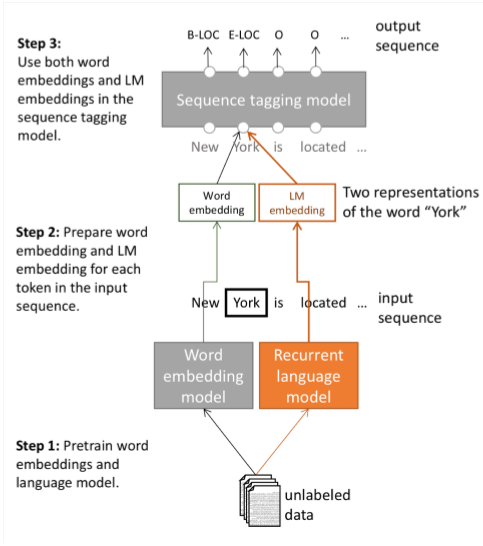 B-LOC E-LOC O O ...
output
sequence
Step 3:
Use both word
embeddings and LM
embeddings in the
sequence tagging
model.
Sequence tagging model
New York is located ...
Word
embedding
LM
embedding
Two representations
of the word “York”
Step 2: Prepare word
embedding and LM
embedding for each
token in the input
sequence.
New York is located ...
input
sequence
Word
embedding
model
Recurrent
language
model
Step 1: Pretrain word
embeddings and
language model.
unlabeled
data